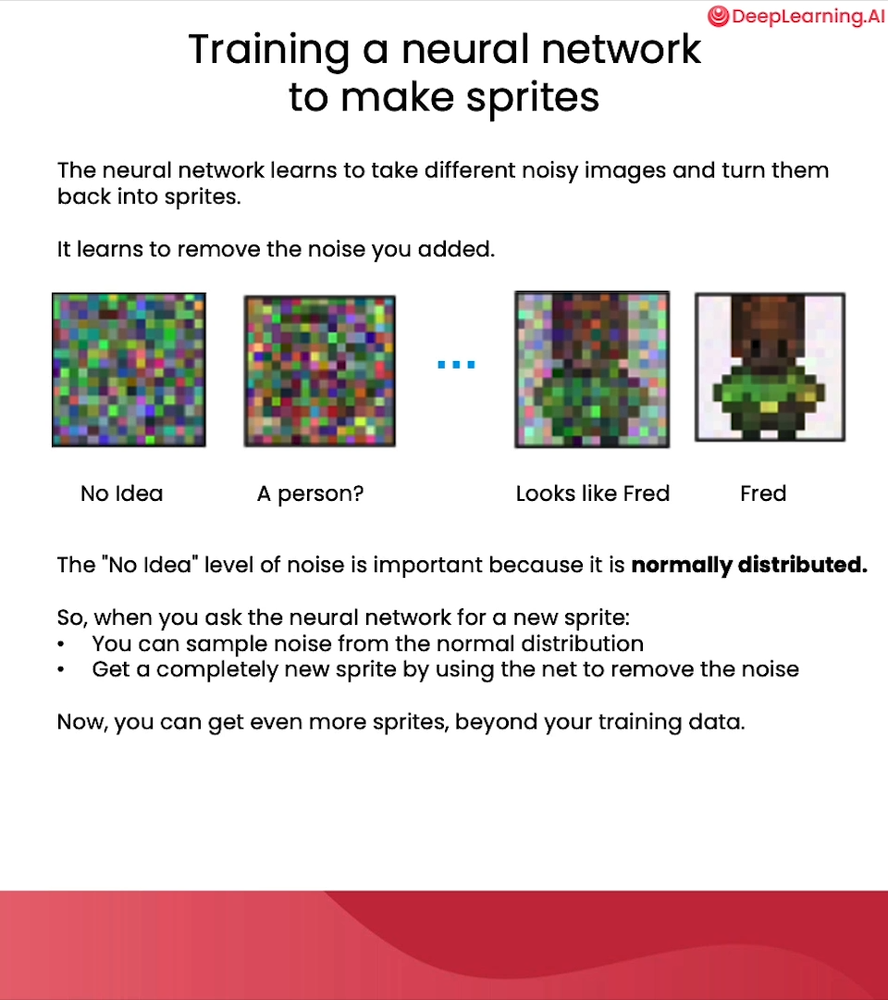 DeepLearning.AI
Training a neural network
to make sprites
The neural network learns to take different noisy images and turn them
back into sprites.
It learns to remove the noise you added.
...
No Idea
A person?
Looks like Fred
Fred
The "No Idea" level of noise is important because it is normally distributed.
So, when you ask the neural network for a new sprite:
• You can sample noise from the normal distribution
• Get a completely new sprite by using the net to remove the noise
Now, you can get even more sprites, beyond your training data.